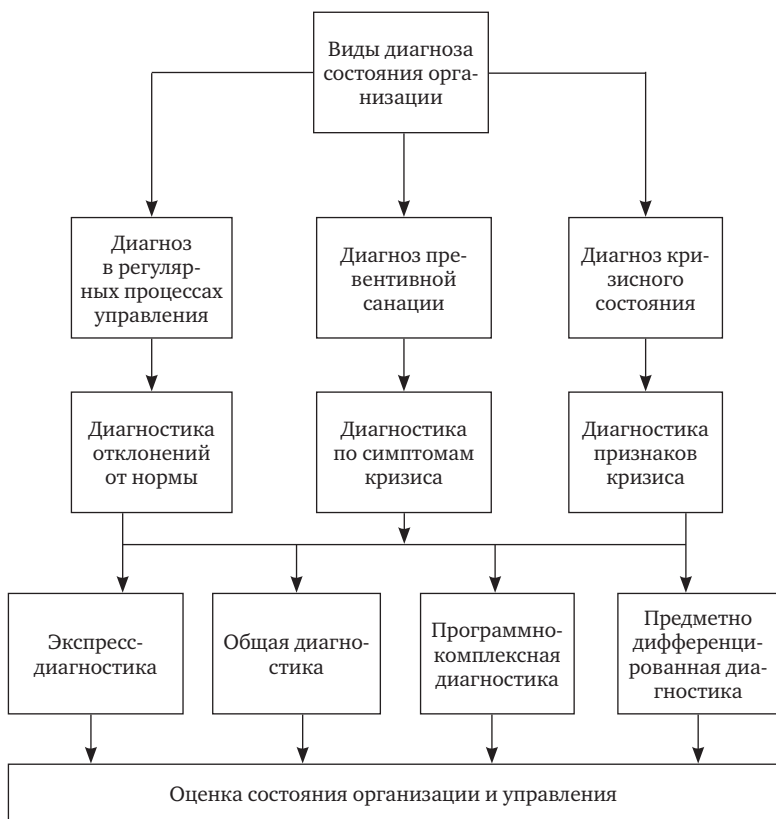 Виды диагноза
состояния орга-
низации
Диагноз
в регуляр-
ных процессах
управления
Диагноз пре-
вентивной
санации
Диагноз кри-
зисного
состояния
Диагностика
отклонений
от нормы
Диагностика
по симптомам
кризиса
Диагностика
признаков
кризиса
Экспресс-
диагностика
Общая диагно-
стика
Программно-
комплексная
диагностика
Предметно
дифференци-
рованная диа-
гностика
Оценка состояния организации и управления